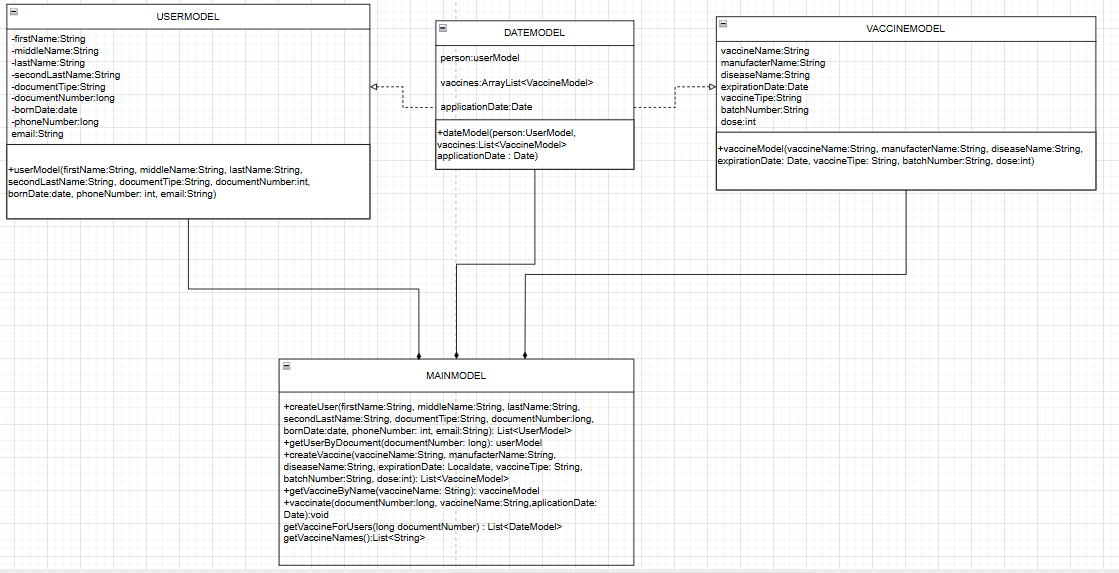 USERMODEL
-firstName:String
-middleName:String
-lastName:String
-secondLastName:String
-documentTipe:String
-documentNumber:long
-bornDate:date
-phoneNumber:long
email:String
+userModel(firstName:String, middleName:String, lastName:String,
secondLastName:String, documentTipe:String, documentNumber:int,
bornDate:date, phoneNumber: int, email:String)
DATEMODEL
person:userModel
vaccines:ArrayList<VaccineModel>
applicationDate:Date
+dateModel(person:UserModel,
vaccines:List<VaccineModel>
applicationDate : Date)
VACCINEMODEL
vaccineName:String
manufacterName:String
diseaseName:String
expirationDate:Date
vaccineTipe:String
batchNumber:String
dose:int
+vaccineModel(vaccineName:String, manufacterName:String, diseaseName:String,
expirationDate: Date, vaccineTipe: String, batchNumber:String, dose:int)
MAINMODEL
+createUser(firstName:String, middleName:String, lastName:String,
secondLastName:String, documentTipe:String, documentNumber:long,
bornDate:date, phoneNumber: int, email:String): List<UserModel>
+getUserByDocument(documentNumber: long): userModel
+createVaccine(vaccineName:String, manufacterName:String,
diseaseName:String, expirationDate: Localdate, vaccineTipe: String,
batchNumber:String, dose:int): List<VaccineModel>
+getVaccineByName(vaccineName: String): vaccineModel
+vaccinate(documentNumber:long, vaccineName:String,aplicationDate:
Date):void
getVaccineForUsers(long documentNumber) : List<DateModel>
getVaccineNames():List<String>